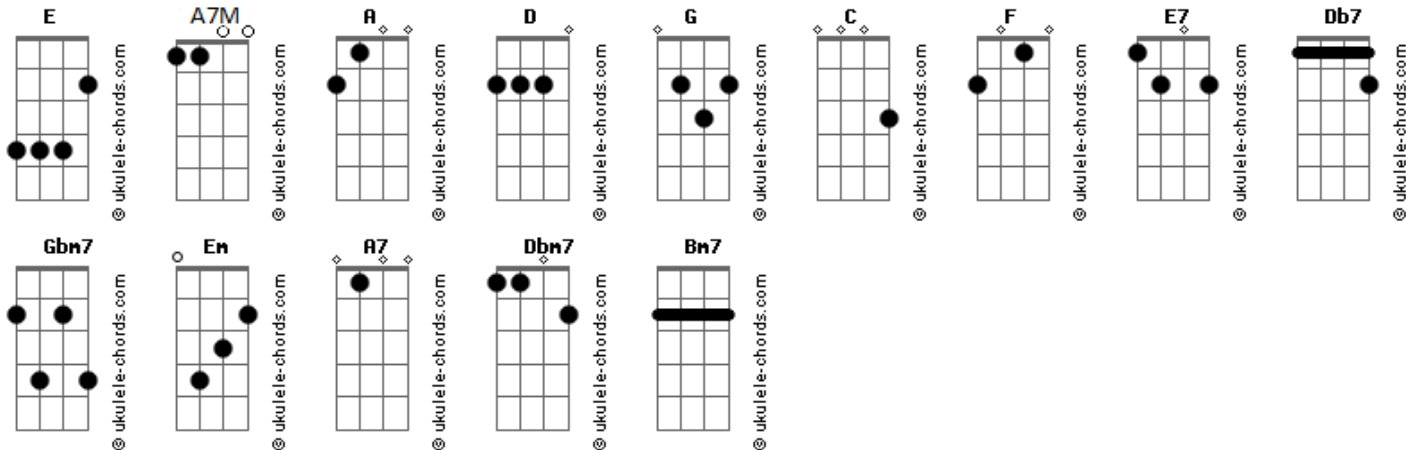 E A7M A D G C F E7 Db7
© ukulele-chords.com © ukulele-chords.com © ukulele-chords.com © ukulele-chords.com © ukulele-chords.com © ukulele-chords.com © ukulele-chords.com © ukulele-chords.com © ukulele-chords.com
Gbm7 Em A7 Dbm7 Bm7
© ukulele-chords.com © ukulele-chords.com © ukulele-chords.com © ukulele-chords.com © ukulele-chords.com